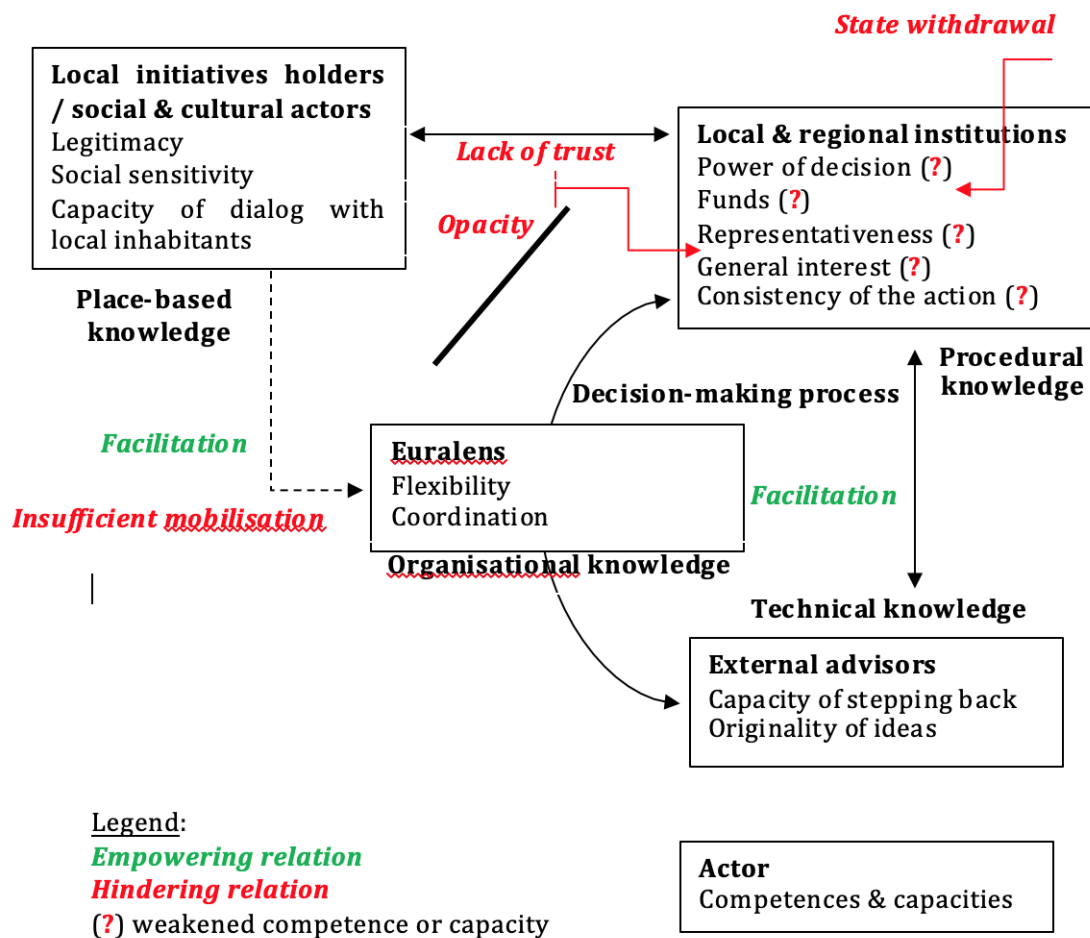 State withdrawal
Local initiatives holders
/ social & cultural actors
Legitimacy
Social sensitivity
Capacity of dialog with
local inhabitants
Lack of trust
Opacity
Local & regional institutions
Power of decision (?)
Funds (?)
Representativeness (?)
General interest (?)
Consistency of the action (?)
Place-based
knowledge
Procedural
knowledge
Decision-making process
Facilitation
Insufficient mobilisation
Euralens
Flexibility
Coordination
Facilitation
Organisational knowledge
Technical knowledge
External advisors
Capacity of stepping back
Originality of ideas
Legend:
Empowering relation
Hindering relation
(?) weakened competence or capacity
Actor
Competences & capacities